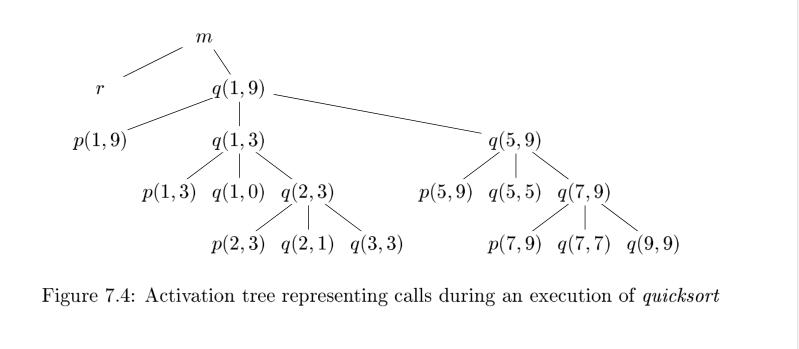 m
r q(1, 9)
p(1, 9) q(1, 3) q(5, 9)
p(1, 3) q(1, 0) q(2, 3) p(5, 9) q(5, 5) q(7, 9)
p(2, 3) q(2, 1) q(3, 3) p(7, 9) q(7, 7) q(9, 9)
Figure 7.4: Activation tree representing calls during an execution of quicksort